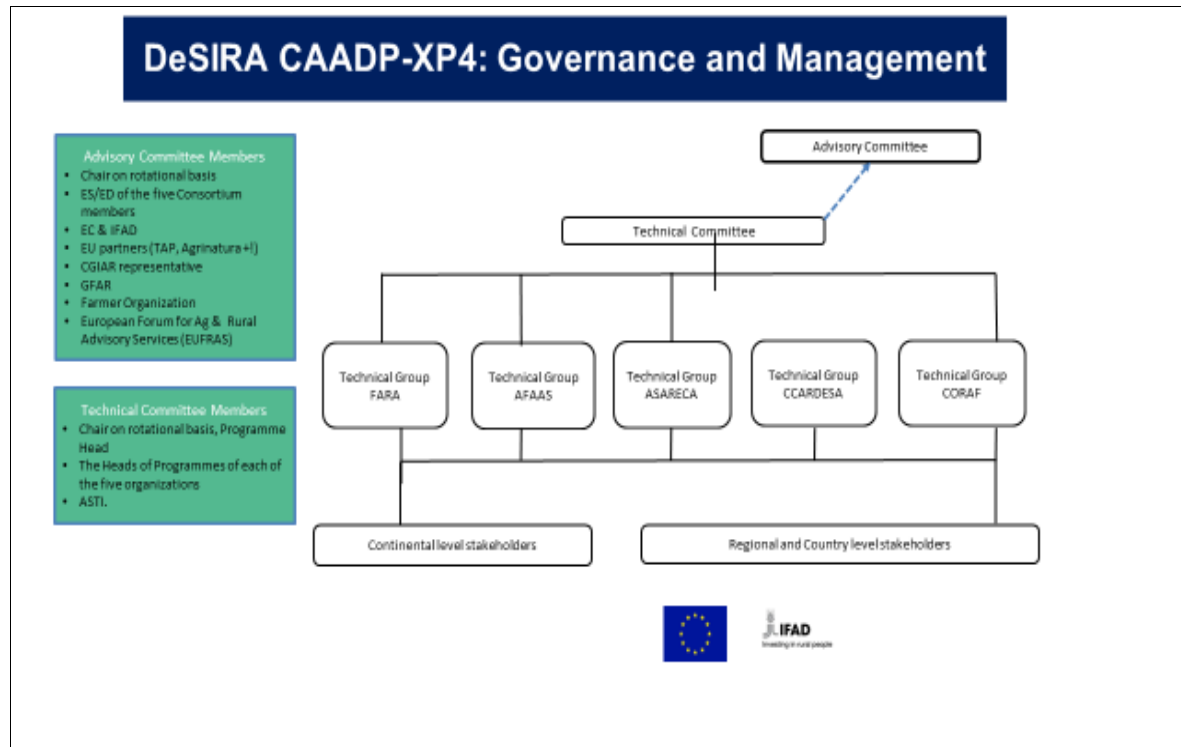 DeSIRA CAADP-XP4: Governance and Management
Advisory Committee Members
• Chair on rotational basis
• ES/ED of the five Consortium
members
• EC & IFAD
• EU partners (TAP, Agrinatura +!)
• CGIAR representative
• GFAR
• Farmer Organization
• European Forum for Ag & Rural
Advisory Services (EUFRAS)
Technical Committee Members
• Chair on rotational basis, Programme
Head
• The Heads of Programmes of each of
the five organizations
• ASTI.
Advisory Committee
Technical Committee
Technical Group
FARA
Technical Group
AFAAS
Technical Group
ASARECA
Technical Group
CCARDESA
Technical Group
CORAF
Continental level stakeholders
Regional and Country level stakeholders
IFAD
Investing in rural people